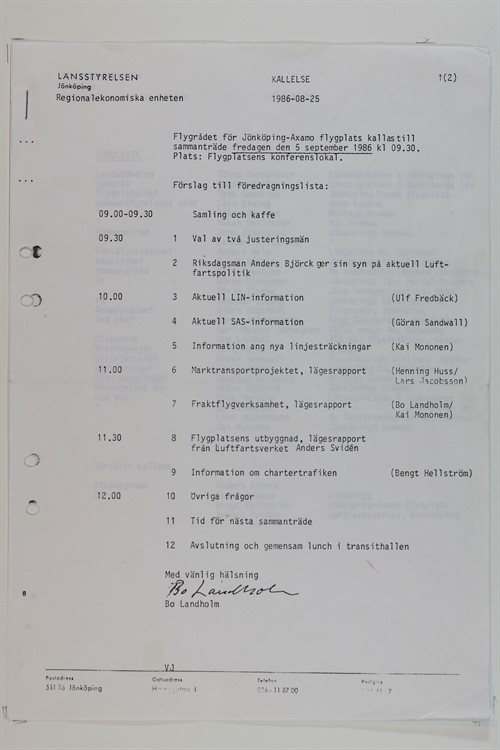 LÄNSSTYRELSEN KALLELSE 1(2)
Jönköping
Regionalekonomiska enheten 1986-08-25
Flygrådet för Jönköping-Axamo flygplats kallas till
sammanträde fredagen den 5 september 1986 kl 09.30.
Plats: Flygplatsens konferenslokal.
Förslag till föredragningslista:
09.00-09.30 Samling och kaffe
09.30 1 Val av två justeringsmän
2 Riksdagsman Anders Björck ger sin syn på aktuell Luft-
fartspolitik
10.00 3 Aktuell LIN-information (Ulf Fredbäck)
4 Aktuell SAS-information (Göran Sandwall)
5 Information ang nya linjesträckningar (Kai Mononen)
11.00 6 Marktransportprojektet, lägesrapport (Henning Huss/
Lars Jacobsson)
7 Fraktflygverksamhet, lägesrapport (Bo Landholm/
Kai Mononen)
11.30 8 Flygplatsens utbyggnad, lägesrapport
från Luftfartsverket Anders Svidén
9 Information om chartertrafiken (Bengt Hellström)
12.00 10 Övriga frågor
11 Tid för nästa sammanträde
12 Avslutning och gemensam lunch i transithallen
Med vänlig hälsning
Bo Landholm
Bo Landholm
VJ
Postadress Gatuadress Telefon Postgiro
551 86 Jönköping 036-11 87 00